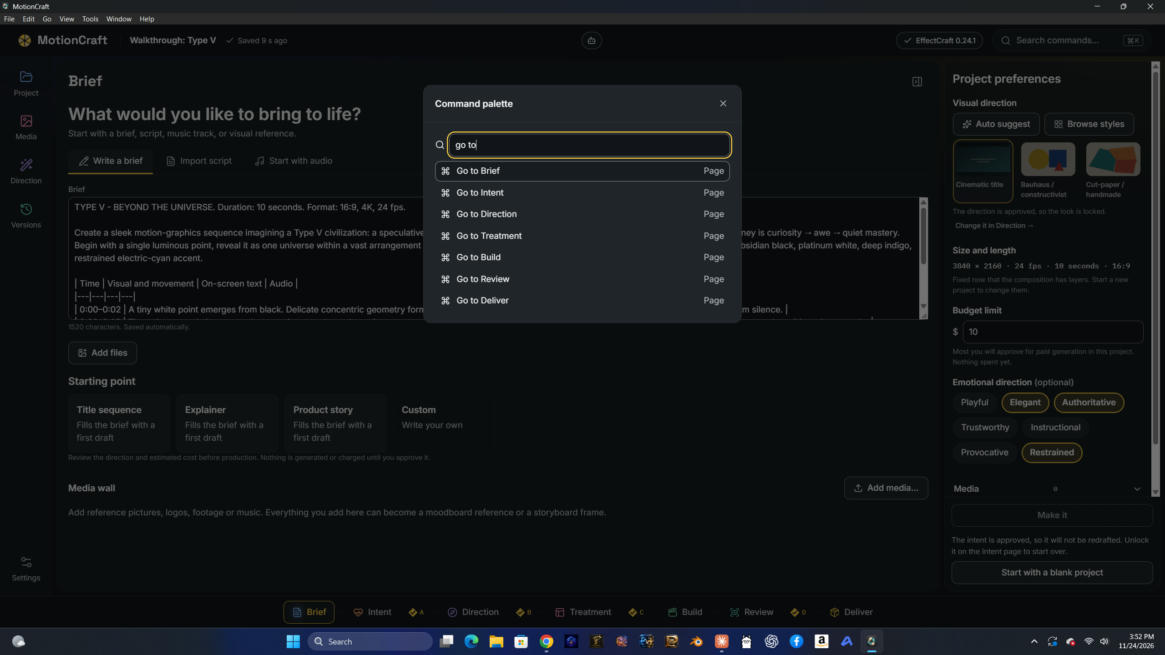 MotionCraft
File Edit Go View Tools Window Help
MotionCraft
Walkthrough: Type V
Saved 9 s ago
EffectCraft 0.24.1
Search commands...
⌘K
Project
Media
Direction
Versions
Settings
Brief
What would you like to bring to life?
Start with a brief, script, music track, or visual reference.
Write a brief
Import script
Start with audio
Brief
TYPE V - BEYOND THE UNIVERSE. Duration: 10 seconds. Format: 16:9, 4K, 24 fps.
Create a sleek motion-graphics sequence imagining a Type V civilization: a speculative
ney is curiosity → awe → quiet mastery.
Begin with a single luminous point, reveal it as one universe within a vast arrangement
sidian black, platinum white, deep indigo,
restrained electric-cyan accent.
| Time | Visual and movement | On-screen text | Audio |
|---|---|---|---|
| 0:00–0:02 | A tiny white point emerges from black. Delicate concentric geometry form
m silence. |
1520 characters. Saved automatically.
Add files
Starting point
Title sequence
Fills the brief with a
first draft
Explainer
Fills the brief with a
first draft
Product story
Fills the brief with a
first draft
Custom
Write your own
Review the direction and estimated cost before production. Nothing is generated or charged until you approve it.
Media wall
Add media...
Add reference pictures, logos, footage or music. Everything you add here can become a moodboard reference or a storyboard frame.
Command palette
go to
Go to Brief Page
Go to Intent Page
Go to Direction Page
Go to Treatment Page
Go to Build Page
Go to Review Page
Go to Deliver Page
Project preferences
Visual direction
Auto suggest
Browse styles
Cinematic title
Bauhaus /
constructivist
Cut-paper /
handmade
The direction is approved, so the look is locked.
Change it in Direction →
Size and length
3840 × 2160 · 24 fps · 10 seconds · 16:9
Fixed now that the composition has layers. Start a new
project to change them.
Budget limit
$ 10
Most you will approve for paid generation in this project.
Nothing spent yet.
Emotional direction (optional)
Playful Elegant Authoritative
Trustworthy Instructional
Provocative Restrained
Media 0
Make it
The intent is approved, so it will not be redrafted. Unlock
it on the Intent page to start over.
Start with a blank project
Brief Intent A Direction B Treatment C Build Review D Deliver
Search
3:52 PM
11/24/2026